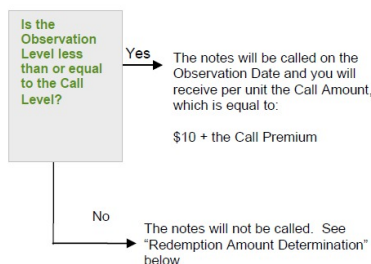 Is the
Observation
Level less
than or equal
to the Call
Level?
Yes
The notes will be called on the
Observation Date and you will
receive per unit the Call Amount,
which is equal to:
$10 + the Call Premium
No
The notes will not be called. See
“Redemption Amount Determination”
below